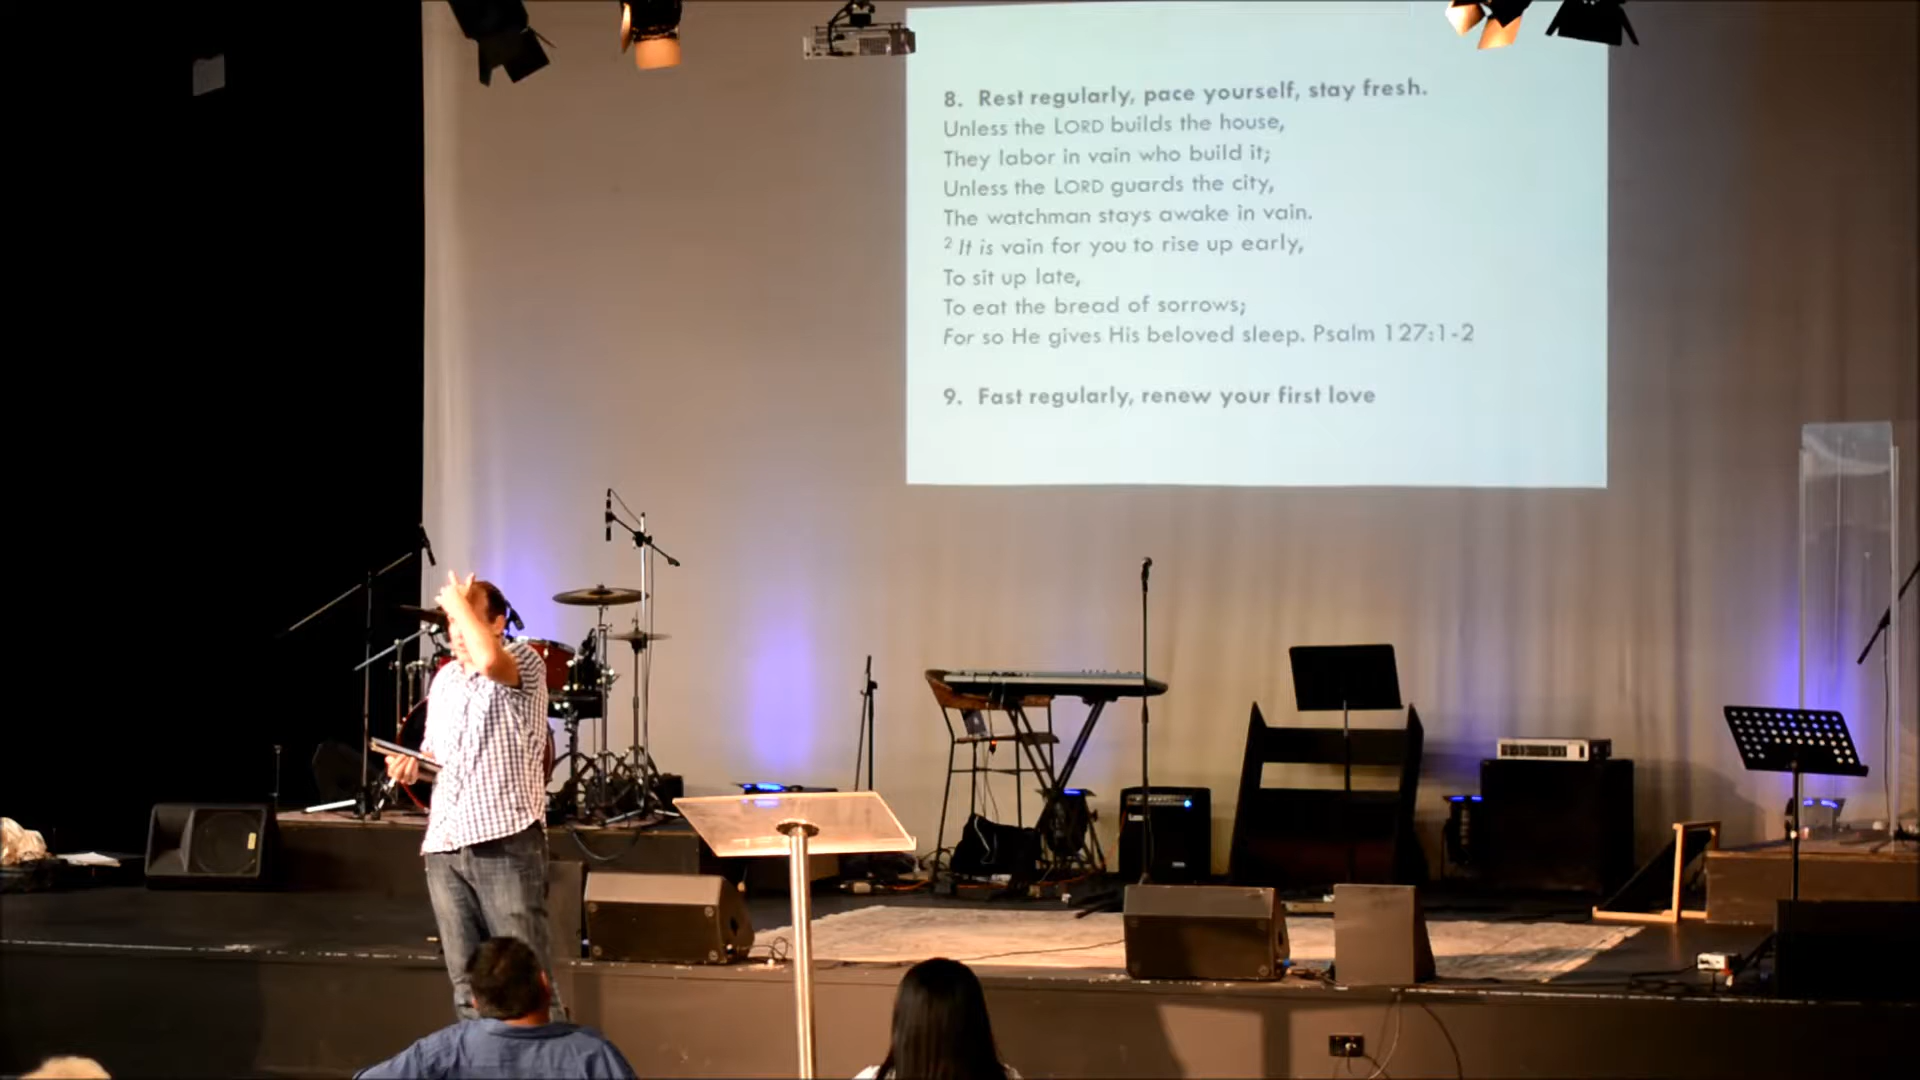 8. Rest regularly, pace yourself, stay fresh.
Unless the LORD builds the house,
They labor in vain who build it;
Unless the LORD guards the city,
The watchman stays awake in vain.
2 It is vain for you to rise up early,
To sit up late,
To eat the bread of sorrows;
For so He gives His beloved sleep. Psalm 127:1-2
9. Fast regularly, renew your first love